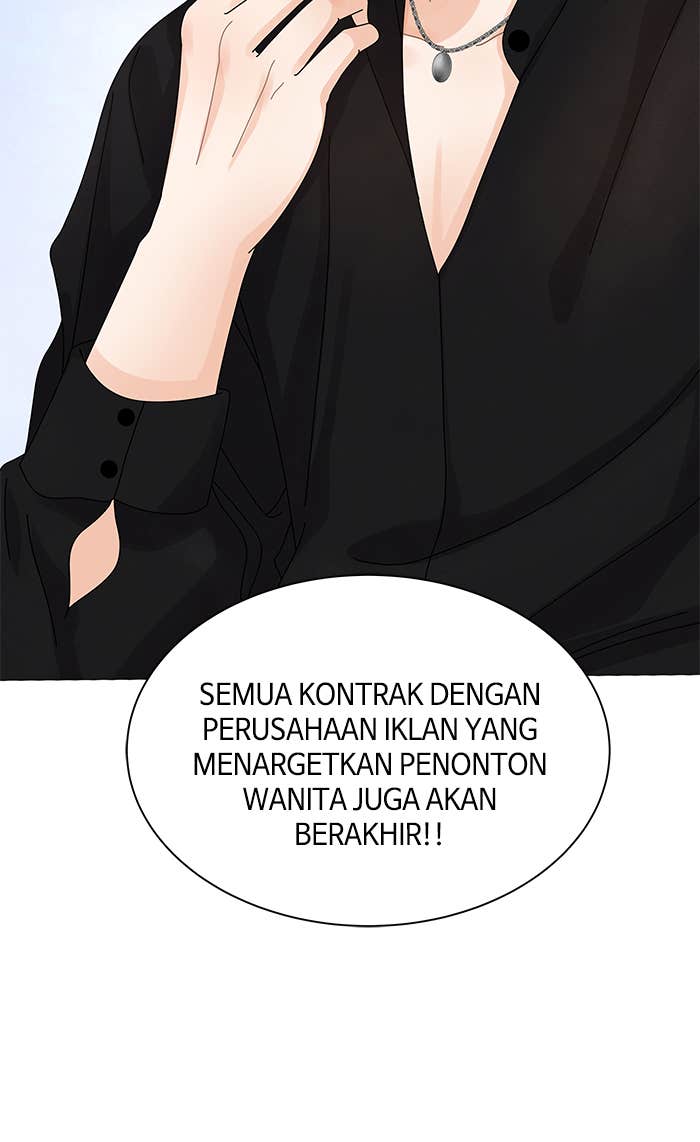 SEMUA KONTRAK DENGAN
PERUSAHAAN IKLAN YANG
MENARGETKAN PENONTON
WANITA JUGA AKAN
BERAKHIR!!